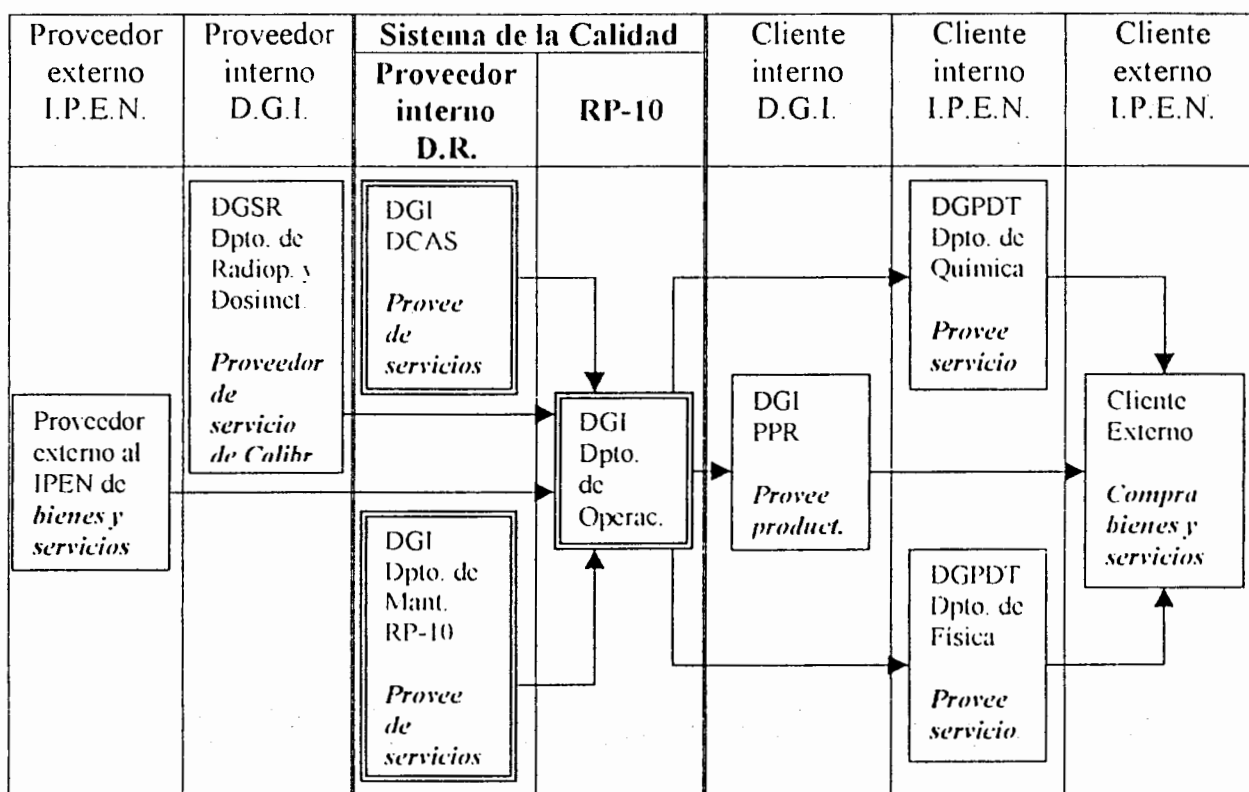 Proveedor
externo
I.P.E.N.
Proveedor
interno
D.G.I.
Sistema de la Calidad
Proveedor
interno
D.R.
RP-10
Cliente
interno
D.G.I.
Cliente
interno
I.P.E.N.
Cliente
externo
I.P.E.N.
Proveedor
externo al
IPEN de
bienes y
servicios
DGSR
Dpto. de
Radiop. y
Dosimet.
Proveedor
de
servicio
de Calibr
DGI
DCAS
Provee
de
servicios
DGI
Dpto. de
Mant.
RP-10
Provee
de
servicios
DGI
Dpto.
de
Operac.
DGI
PPR
Provee
product.
DGPDT
Dpto. de
Química
Provee
servicio
DGPDT
Dpto. de
Física
Provee
servicio
Cliente
Externo
Compra
bienes y
servicios